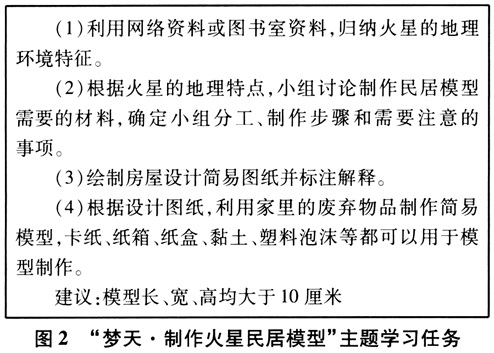 (1)利用网络资料或图书室资料,归纳火星的地理
环境特征。
(2)根据火星的地理特点,小组讨论制作民居模型
需要的材料,确定小组分工、制作步骤和需要注意的
事项。
(3)绘制房屋设计简易图纸并标注解释。
(4)根据设计图纸,利用家里的废弃物品制作简易
模型,卡纸、纸箱、纸盒、黏土、塑料泡沫等都可以用于模
型制作。
建议:模型长、宽、高均大于10厘米
图2 “梦天·制作火星民居模型”主题学习任务